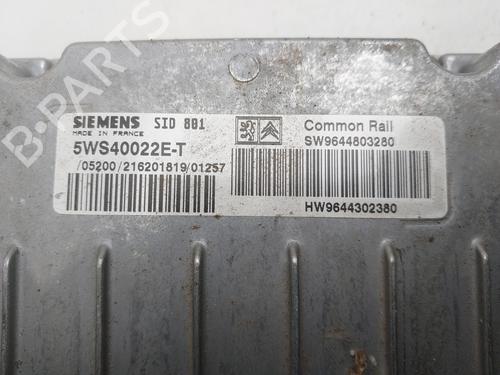 B-PARTS
SIEMENS SID 801
MADE IN FRANCE
5WS40022E-T
/05200/216201819/01257
Common Rail
SW9644803280
HW9644302380